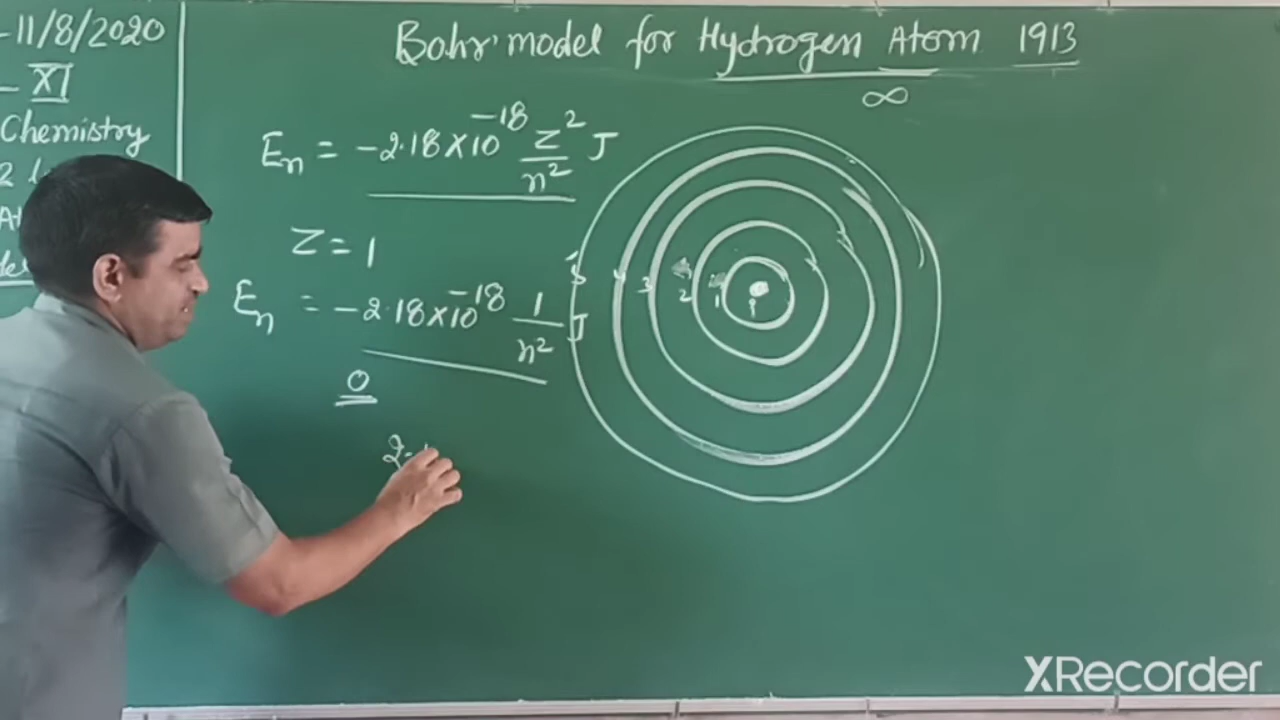 -11/8/2020
- XI
Chemistry
Bohr' model for Hydrogen Atom 1913
∞
En = -2.18×10⁻¹⁸ Z²/n² J
Z = 1
En = -2.18×10⁻¹⁸ 1/n² J
0
5 4 3 2 1
XRecorder